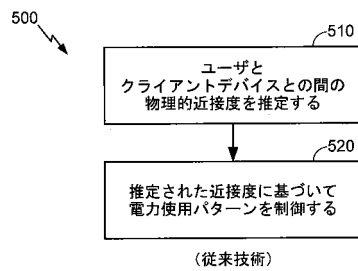 500
510
ユーザと
クライアントデバイスとの間の
物理的近接度を推定する
520
推定された近接度に基づいて
電力使用パターンを制御する
(従来技術)